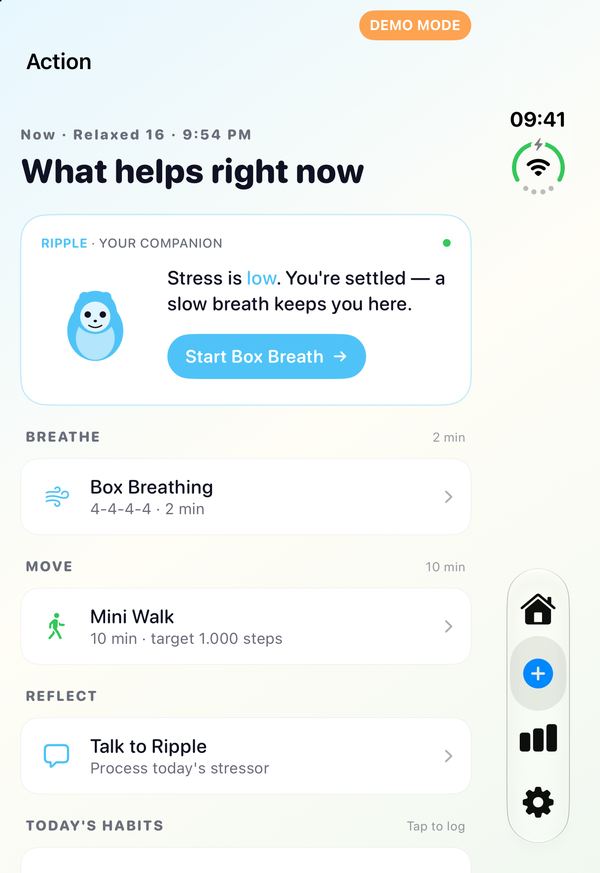 DEMO MODE
Action
09:41
Now · Relaxed 16 · 9:54 PM
What helps right now
RIPPLE · YOUR COMPANION
Stress is low. You're settled — a
slow breath keeps you here.
Start Box Breath →
BREATHE 2 min
Box Breathing
4-4-4-4 · 2 min
MOVE 10 min
Mini Walk
10 min · target 1.000 steps
REFLECT
Talk to Ripple
Process today's stressor
TODAY'S HABITS Tap to log